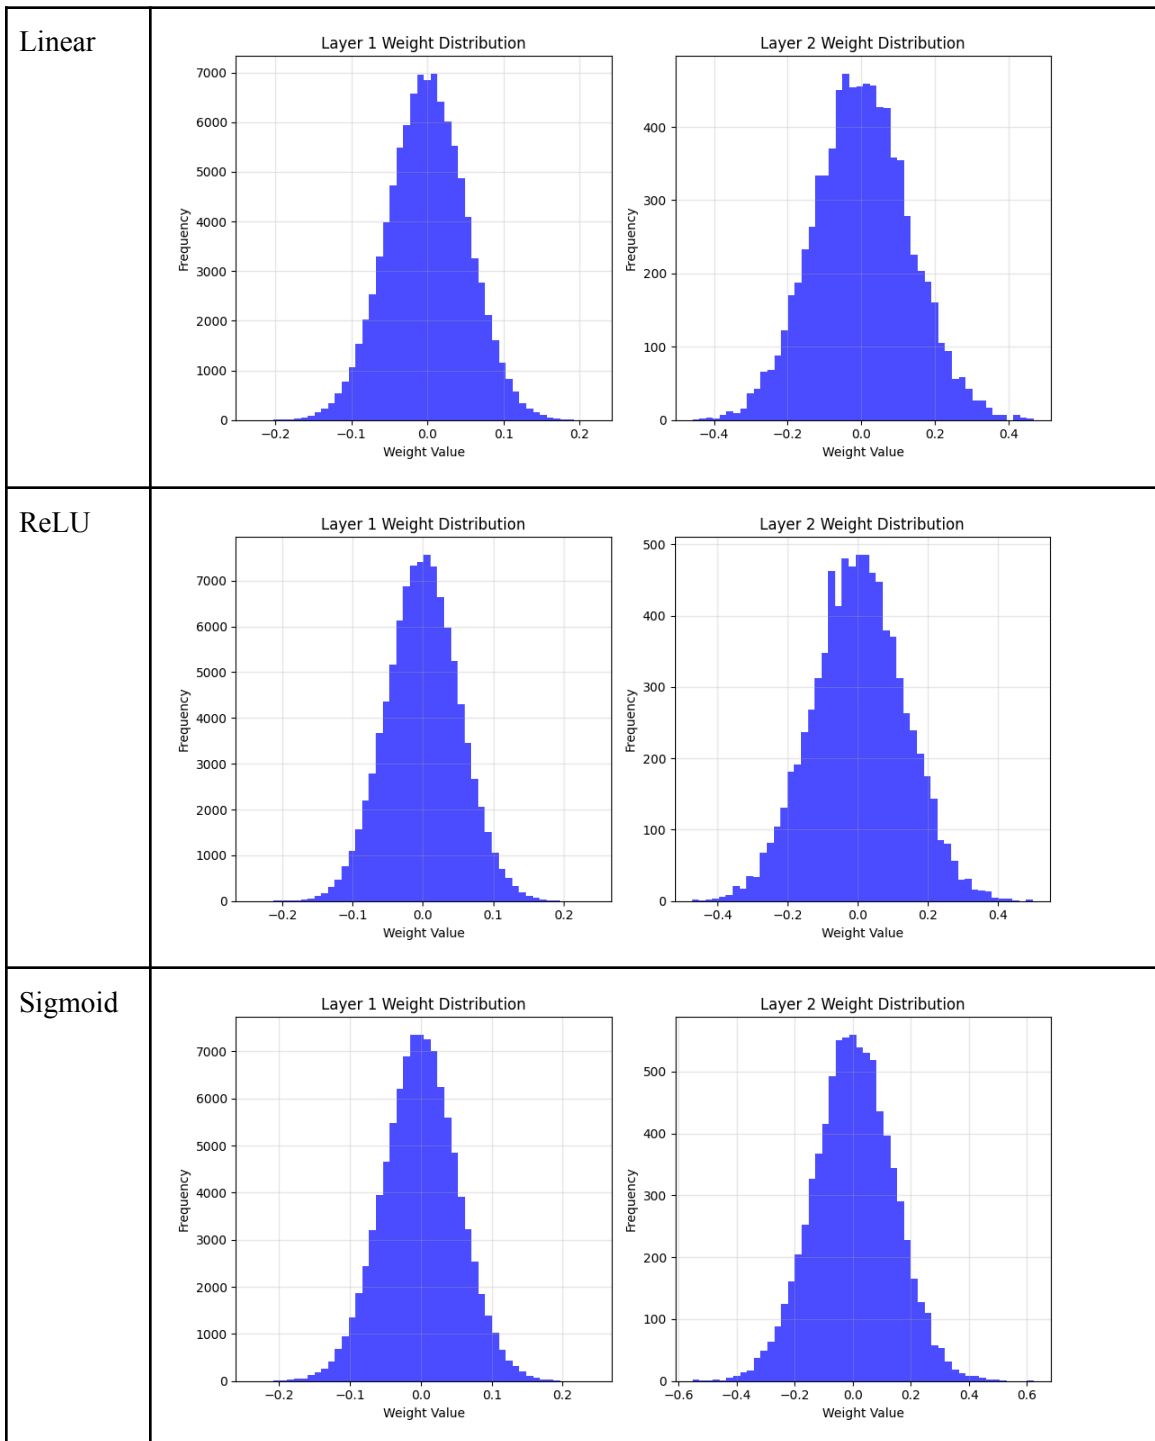 Linear
Layer 1 Weight Distribution
7000
6000
5000
4000
3000
2000
1000
0
Frequency
−0.2 −0.1 0.0 0.1 0.2
Weight Value
Layer 2 Weight Distribution
400
300
200
100
0
Frequency
−0.4 −0.2 0.0 0.2 0.4
Weight Value
ReLU
Layer 1 Weight Distribution
7000
6000
5000
4000
3000
2000
1000
0
Frequency
−0.2 −0.1 0.0 0.1 0.2
Weight Value
Layer 2 Weight Distribution
500
400
300
200
100
0
Frequency
−0.4 −0.2 0.0 0.2 0.4
Weight Value
Sigmoid
Layer 1 Weight Distribution
7000
6000
5000
4000
3000
2000
1000
0
Frequency
−0.2 −0.1 0.0 0.1 0.2
Weight Value
Layer 2 Weight Distribution
500
400
300
200
100
0
Frequency
−0.6 −0.4 −0.2 0.0 0.2 0.4 0.6
Weight Value